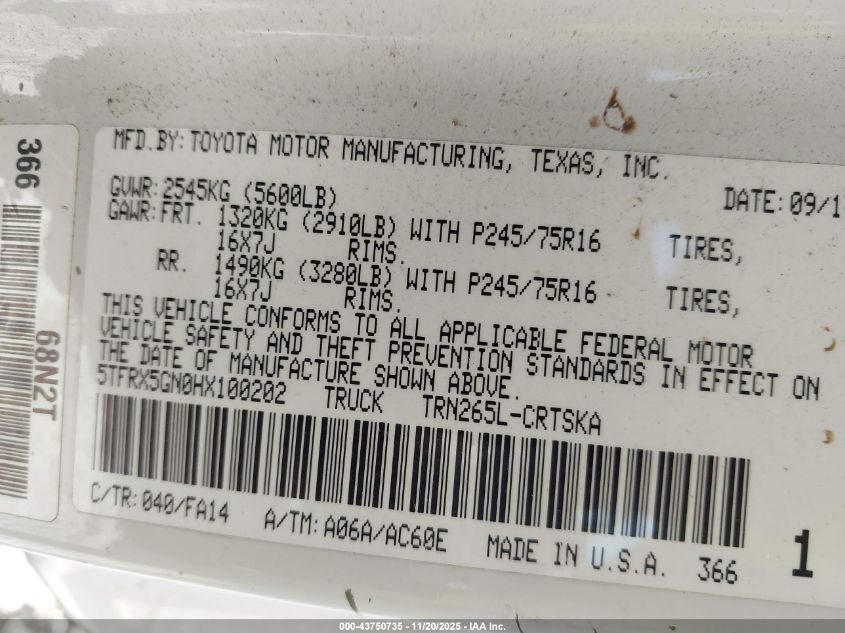 366
68N2T
MFD.BY: TOYOTA MOTOR MANUFACTURING, TEXAS, INC.
DATE: 09/1
GVWR: 2545KG (5600LB)
GAWR: FRT. 1320KG (2910LB) WITH P245/75R16 TIRES,
16X7J RIMS.
RR. 1490KG (3280LB) WITH P245/75R16 TIRES,
16X7J RIMS.
THIS VEHICLE CONFORMS TO ALL APPLICABLE FEDERAL MOTOR
VEHICLE SAFETY AND THEFT PREVENTION STANDARDS IN EFFECT ON
THE DATE OF MANUFACTURE SHOWN ABOVE.
5TFRX5GN0HX100202 TRUCK TRN265L-CRTSKA
C/TR: 040/FA14 A/TM: A06A/AC60E MADE IN U.S.A. 366
1
000-43750735 - 11/20/2025 - IAA Inc.